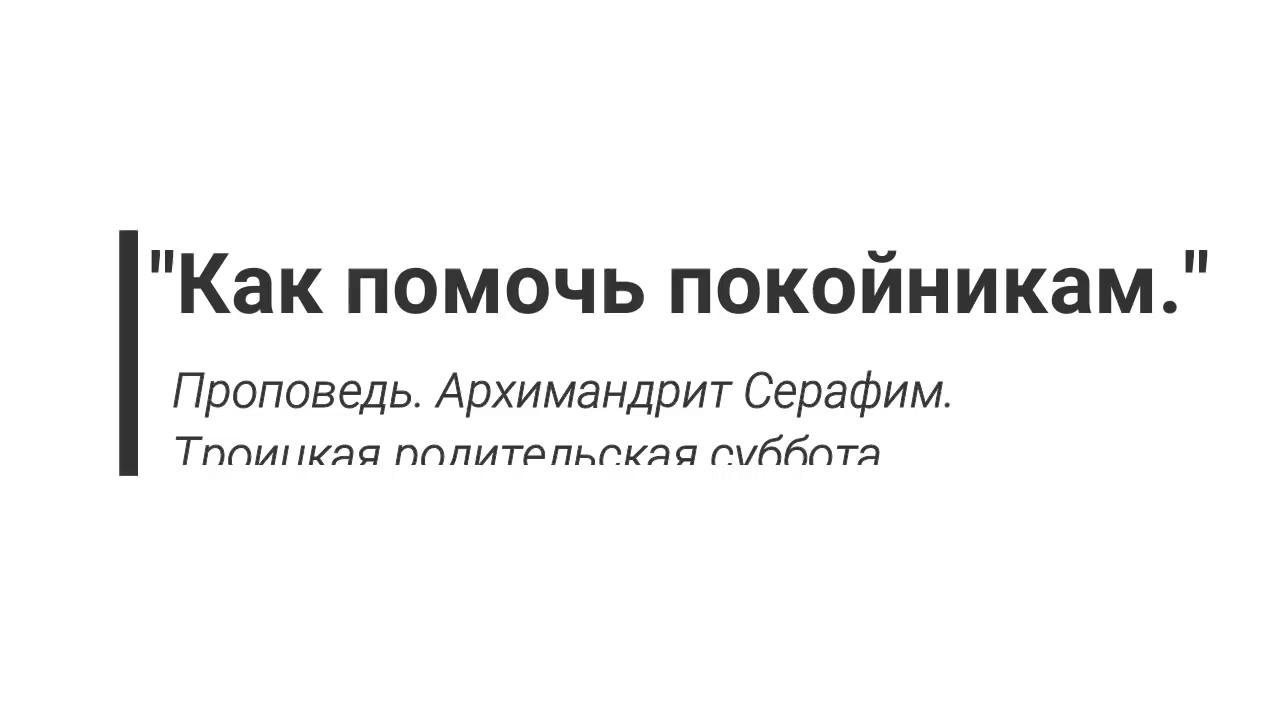 "Как помочь покойникам."
Проповедь. Архимандрит Серафим.
Троицкая родительская суббота